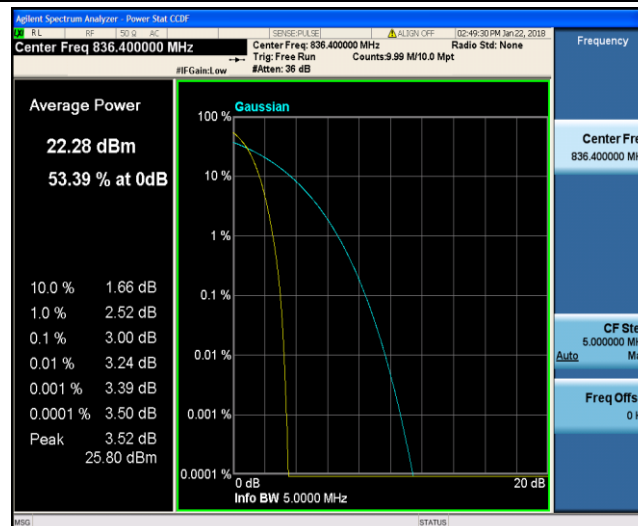 Agilent Spectrum Analyzer - Power Stat CCDF
RL RF 50 Ω AC SENSE:PULSE ALIGN OFF 02:49:30 PM Jan 22, 2018
Center Freq 836.400000 MHz
Center Freq: 836.400000 MHz Radio Std: None
Trig: Free Run Counts:9.99 M/10.0 Mpt
#IFGain:Low #Atten: 36 dB
Frequency
Average Power
22.28 dBm
53.39 % at 0dB
10.0 % 1.66 dB
1.0 % 2.52 dB
0.1 % 3.00 dB
0.01 % 3.24 dB
0.001 % 3.39 dB
0.0001 % 3.50 dB
Peak 3.52 dB
25.80 dBm
Gaussian
100 %
10 %
1 %
0.1 %
0.01 %
0.001 %
0.0001 %
0 dB 20 dB
Info BW 5.0000 MHz
Center Fre
836.400000 MH
CF Ste
5.000000 MH
Auto Ma
Freq Offs
0 H
MSG STATUS